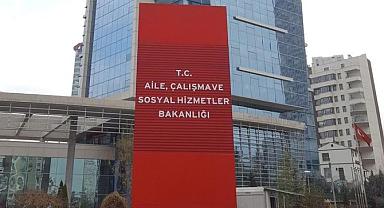 T.C.
AİLE, ÇALIŞMAVE
SOSYAL HİZMETLER
BAKANLIĞI